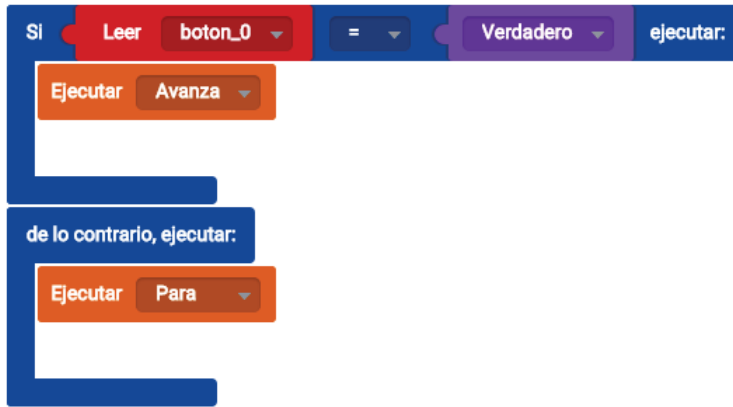 Si Leer boton_0 = Verdadero ejecutar:
Ejecutar Avanza
de lo contrario, ejecutar:
Ejecutar Para